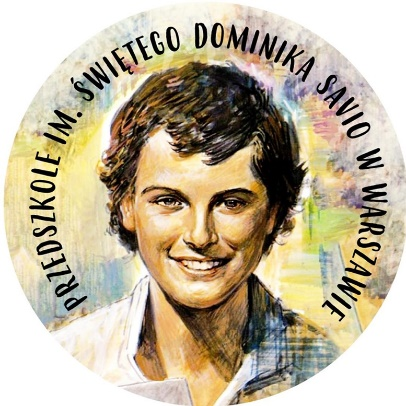 PRZEDSZKOLE IM. ŚWIĘTEGO DOMINIKA SAVIO W WARSZAWIE